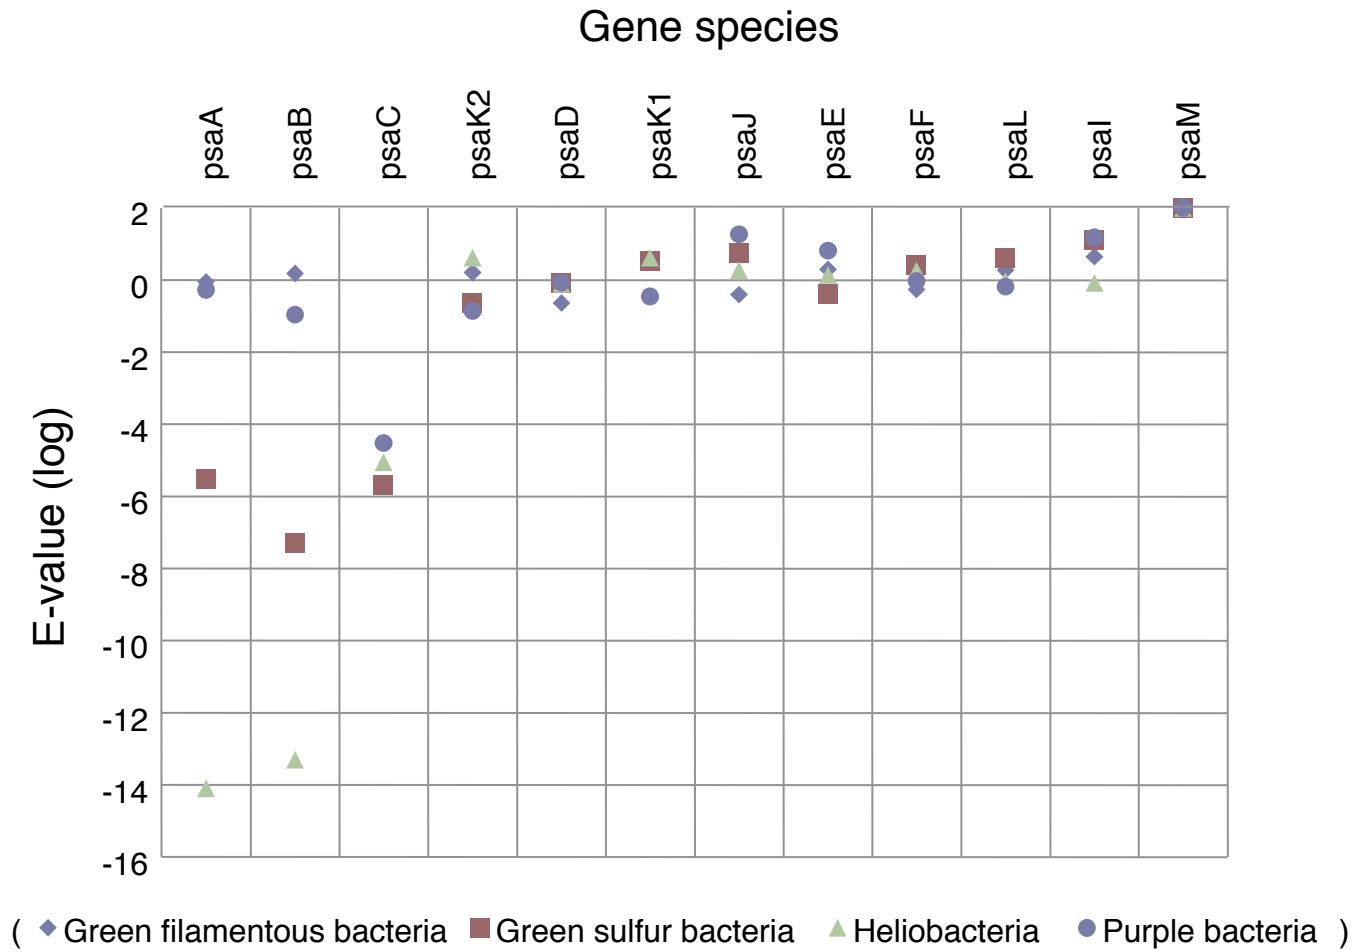 Gene species
psaA psaB psaC psaK2 psaD psaK1 psaJ psaE psaF psaL psaI psaM
2
0
-2
-4
-6
-8
-10
-12
-14
-16
E-value (log)
( Green filamentous bacteria Green sulfur bacteria Heliobacteria Purple bacteria )